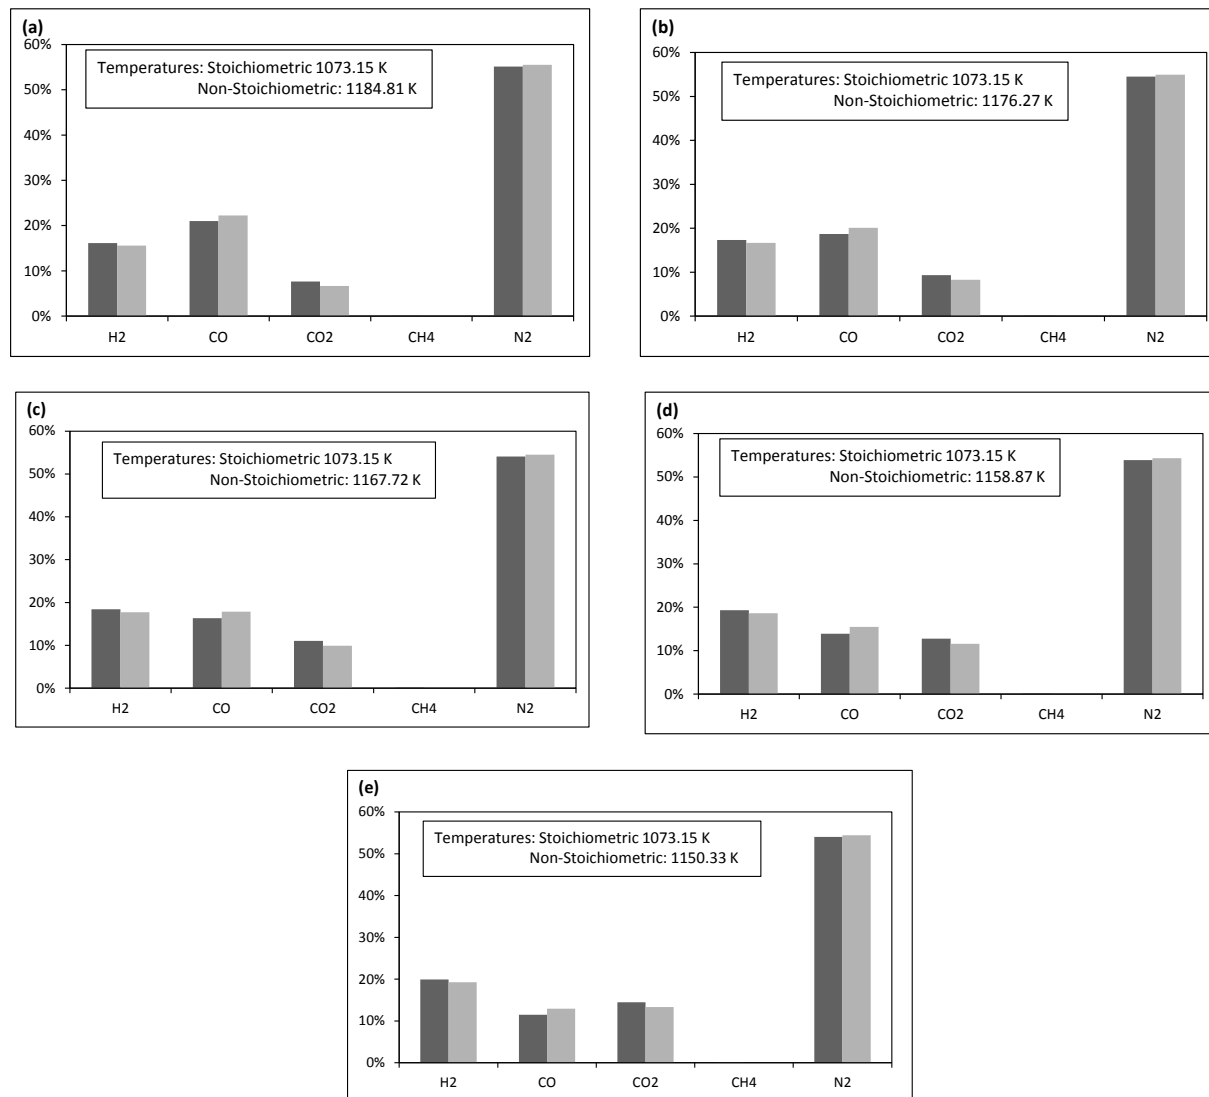 (a)
60%
50%
40%
30%
20%
10%
0%
Temperatures: Stoichiometric 1073.15 K
Non-Stoichiometric: 1184.81 K
H2 CO CO2 CH4 N2
(b)
60%
50%
40%
30%
20%
10%
0%
Temperatures: Stoichiometric 1073.15 K
Non-Stoichiometric: 1176.27 K
H2 CO CO2 CH4 N2
(c)
60%
50%
40%
30%
20%
10%
0%
Temperatures: Stoichiometric 1073.15 K
Non-Stoichiometric: 1167.72 K
H2 CO CO2 CH4 N2
(d)
60%
50%
40%
30%
20%
10%
0%
Temperatures: Stoichiometric 1073.15 K
Non-Stoichiometric: 1158.87 K
H2 CO CO2 CH4 N2
(e)
60%
50%
40%
30%
20%
10%
0%
Temperatures: Stoichiometric 1073.15 K
Non-Stoichiometric: 1150.33 K
H2 CO CO2 CH4 N2